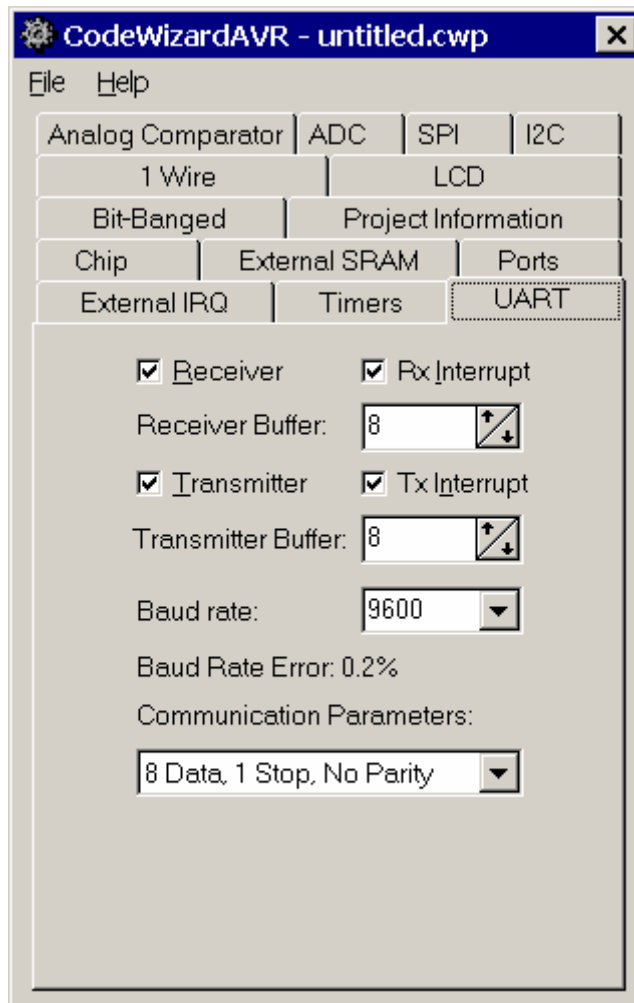 CodeWizardAVR - untitled.cwp
File Help
Analog Comparator ADC SPI I2C
1 Wire LCD
Bit-Banged Project Information
Chip External SRAM Ports
External IRQ Timers UART
Receiver Rx Interrupt
Receiver Buffer: 8
Transmitter Tx Interrupt
Transmitter Buffer: 8
Baud rate: 9600
Baud Rate Error: 0.2%
Communication Parameters:
8 Data, 1 Stop, No Parity